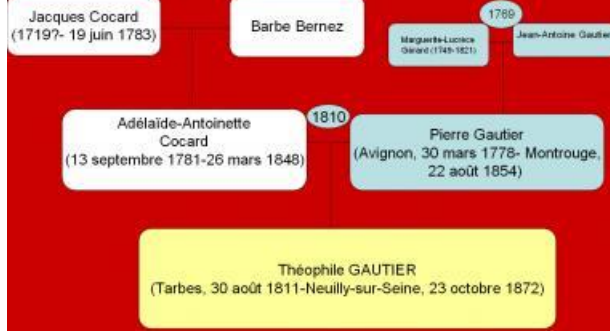 Jacques Cocard
(1719?- 19 juin 1783)
Barbe Bernez
1769
Marguerite-Lucrèce
Gérard (1749-1821)
Jean-Antoine Gautier
Adélaïde-Antoinette
Cocard
(13 septembre 1781-26 mars 1848)
1810
Pierre Gautier
(Avignon, 30 mars 1778- Montrouge,
22 août 1854)
Théophile GAUTIER
(Tarbes, 30 août 1811-Neuilly-sur-Seine, 23 octobre 1872)